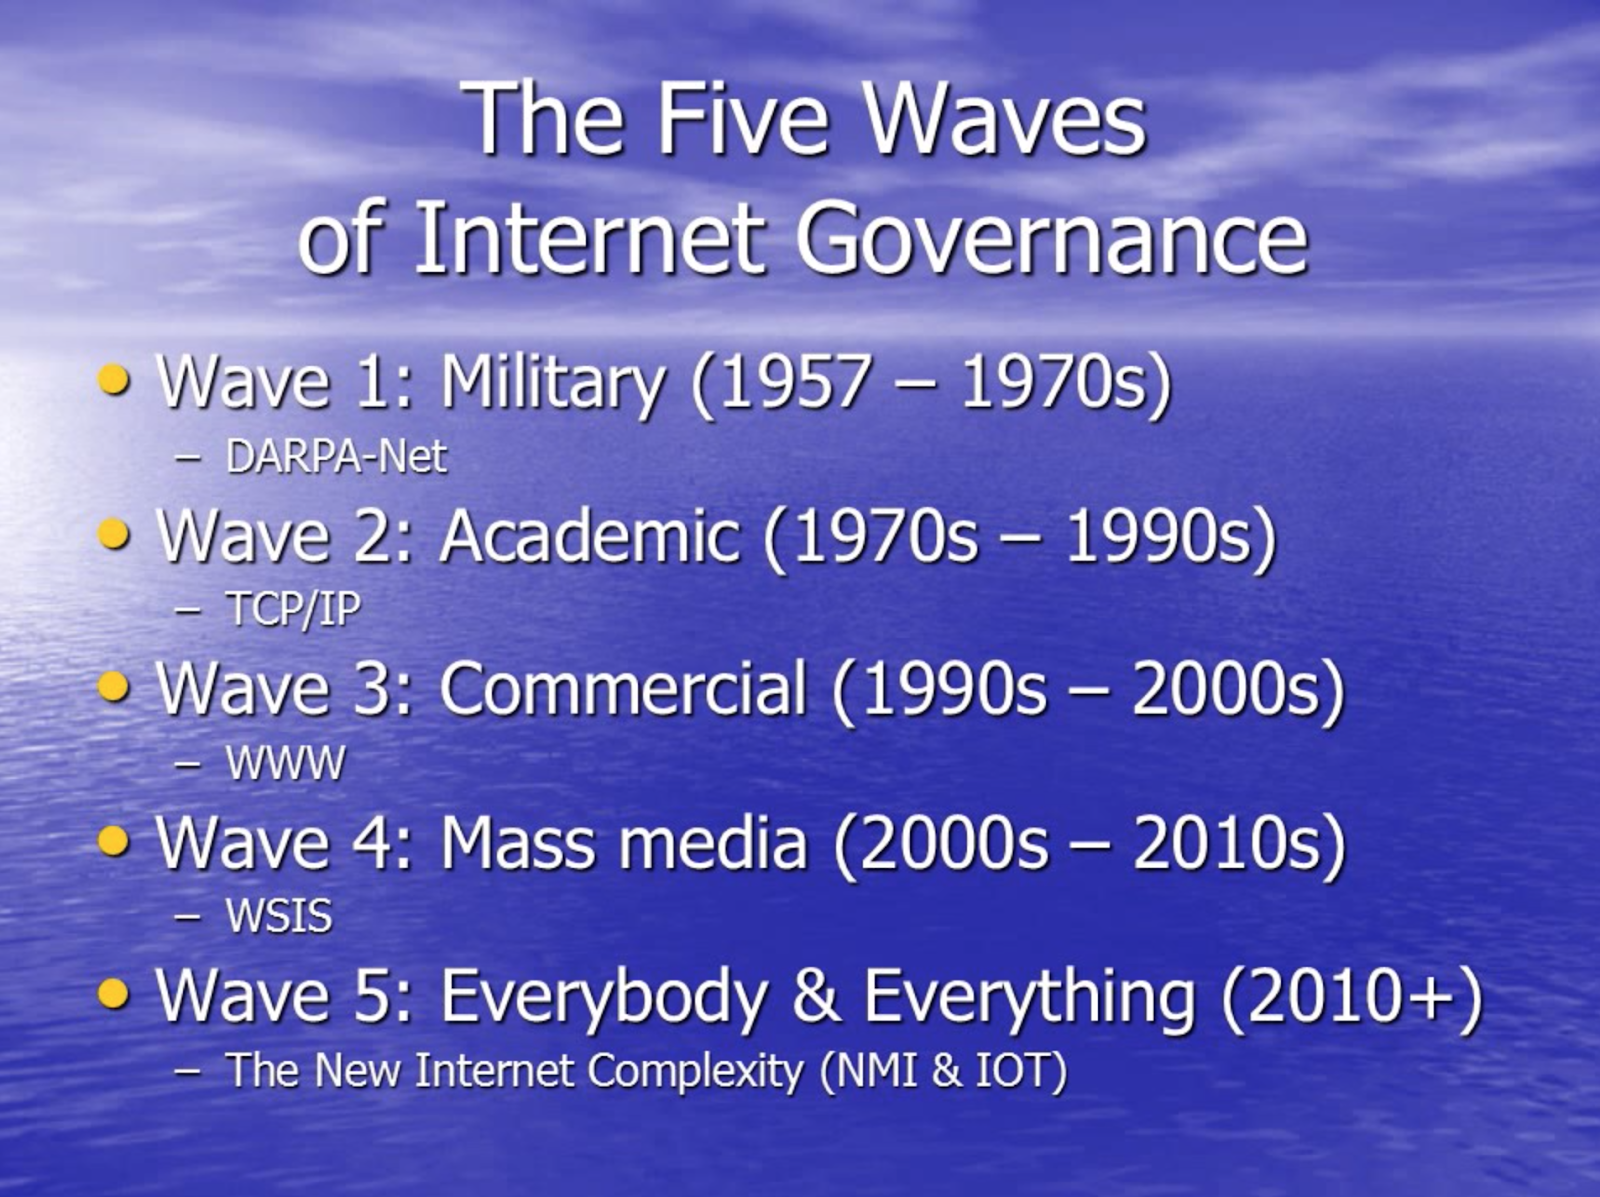 The Five Waves
of Internet Governance
• Wave 1: Military (1957 – 1970s)
– DARPA-Net
• Wave 2: Academic (1970s – 1990s)
– TCP/IP
• Wave 3: Commercial (1990s – 2000s)
– WWW
• Wave 4: Mass media (2000s – 2010s)
– WSIS
• Wave 5: Everybody & Everything (2010+)
– The New Internet Complexity (NMI & IOT)